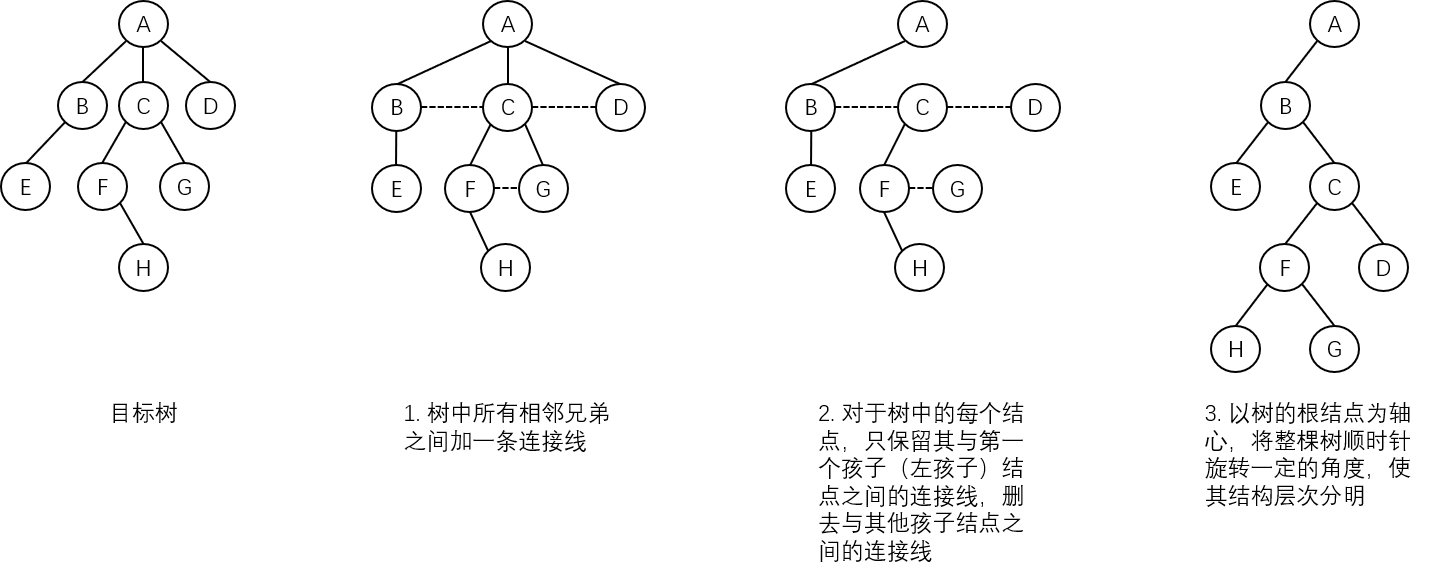 A
B C D
E F G
H
目标树
A
B C D
E F G
H
1. 树中所有相邻兄弟
之间加一条连接线
A
B C D
E F G
H
2. 对于树中的每个结
点，只保留其与第一
个孩子（左孩子）结
点之间的连接线，删
去与其他孩子结点之
间的连接线
A
B
E C
F D
H G
3. 以树的根结点为轴
心，将整棵树顺时针
旋转一定的角度，使
其结构层次分明